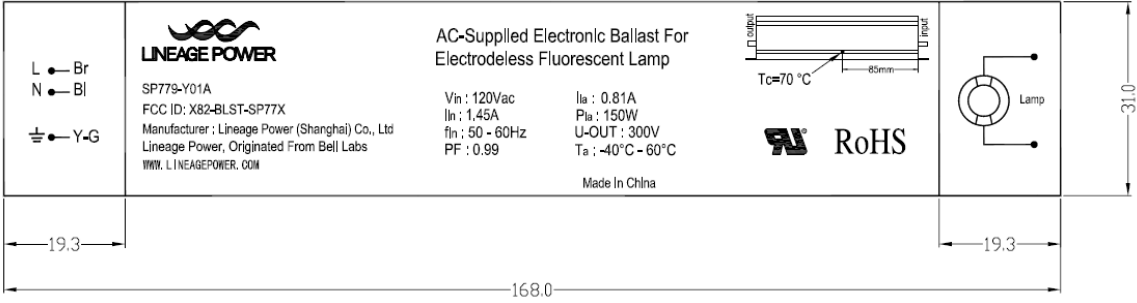 L Br
N Bl
Y-G
LINEAGE POWER
SP779-Y01A
FCC ID: X82-BLST-SP77X
Manufacturer : Lineage Power (Shanghai) Co., Ltd
Lineage Power, Originated From Bell Labs
WWW.LINEAGEPOWER.COM
AC-Supplied Electronic Ballast For
Electrodeless Fluorescent Lamp
Vin : 120Vac
Iin : 1.45A
fin : 50 - 60Hz
PF : 0.99
Ila : 0.81A
Pla : 150W
U-OUT : 300V
Ta : -40°C - 60°C
Made in China
output
input
85mm
Tc=70 °C
RU
RoHS
Lamp
31.0
19.3
19.3
168.0